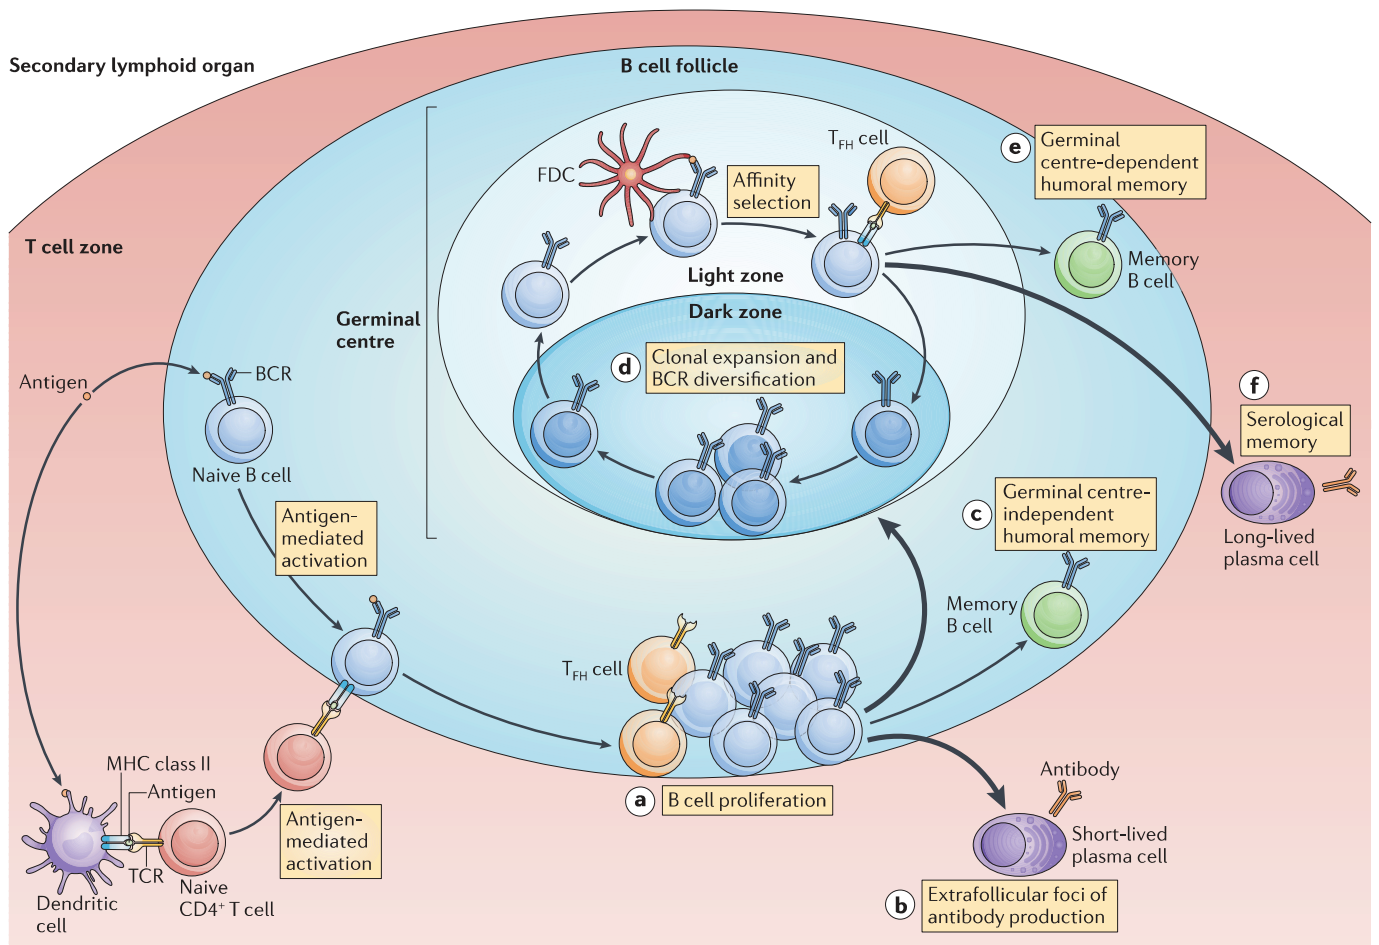 Secondary lymphoid organ
B cell follicle
T cell zone
Germinal
centre
FDC
Affinity
selection
T_FH cell
e
Germinal
centre-dependent
humoral memory
Memory
B cell
Light zone
Dark zone
d
Clonal expansion and
BCR diversification
Antigen
BCR
Naive B cell
Antigen-
mediated
activation
f
Serological
memory
Long-lived
plasma cell
c
Germinal centre-
independent
humoral memory
Memory
B cell
T_FH cell
a
B cell proliferation
MHC class II
Antigen
TCR
Dendritic
cell
Naive
CD4⁺ T cell
Antigen-
mediated
activation
Antibody
Short-lived
plasma cell
b
Extrafollicular foci of
antibody production